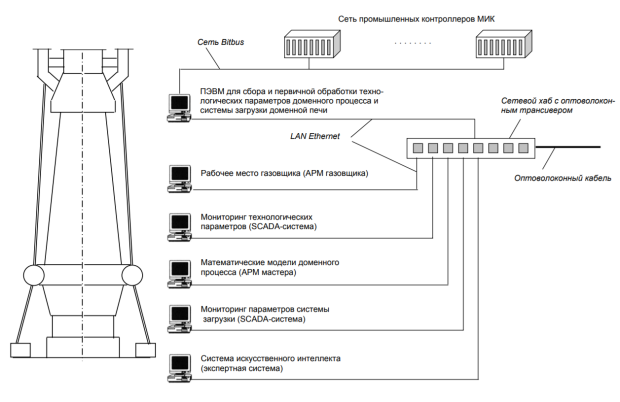 Сеть промышленных контроллеров МИК
Сеть Bitbus
. . . . . . . .
ПЭВМ для сбора и первичной обработки техно-
логических параметров доменного процесса и
системы загрузки доменной печи
Сетевой хаб с оптоволокон-
ным трансивером
LAN Ethernet
Рабочее место газовщика (АРМ газовщика)
Оптоволоконный кабель
Мониторинг технологических
параметров (SCADA-система)
Математические модели доменного
процесса (АРМ мастера)
Мониторинг параметров системы
загрузки (SCADA-система)
Система искусственного интеллекта
(экспертная система)